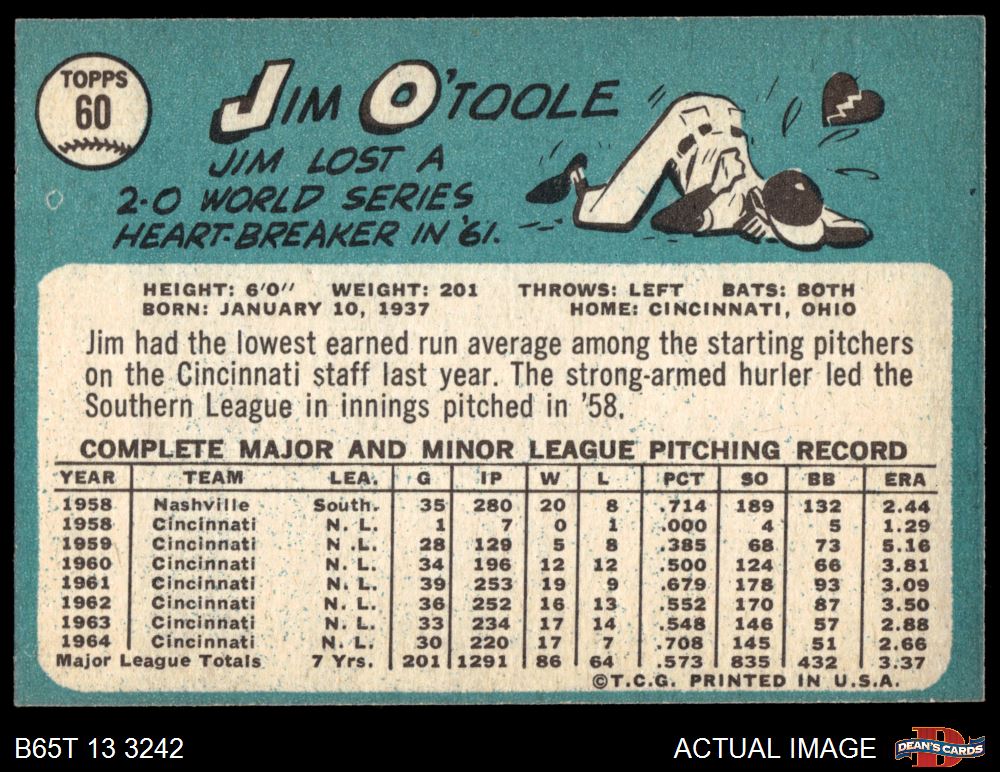 TOPPS
60
JIM O'TOOLE
JIM LOST A
2-0 WORLD SERIES
HEART-BREAKER IN '61.
HEIGHT: 6'0" WEIGHT: 201 THROWS: LEFT BATS: BOTH
BORN: JANUARY 10, 1937 HOME: CINCINNATI, OHIO
Jim had the lowest earned run average among the starting pitchers
on the Cincinnati staff last year. The strong-armed hurler led the
Southern League in innings pitched in '58.
COMPLETE MAJOR AND MINOR LEAGUE PITCHING RECORD
YEAR TEAM LEA. G IP W L PCT SO BB ERA
1958 Nashville South. 35 280 20 8 .714 189 132 2.44
1958 Cincinnati N. L. 1 7 0 1 .000 4 5 1.29
1959 Cincinnati N. L. 28 129 5 8 .385 68 73 5.16
1960 Cincinnati N. L. 34 196 12 12 .500 124 66 3.81
1961 Cincinnati N. L. 39 253 19 9 .679 178 93 3.09
1962 Cincinnati N. L. 36 252 16 13 .552 170 87 3.50
1963 Cincinnati N. L. 33 234 17 14 .548 146 57 2.88
1964 Cincinnati N. L. 30 220 17 7 .708 145 51 2.66
Major League Totals 7 Yrs. 201 1291 86 64 .573 835 432 3.37
©T.C.G. PRINTED IN U.S.A.
B65T 13 3242 ACTUAL IMAGE D DEAN'S CARDS